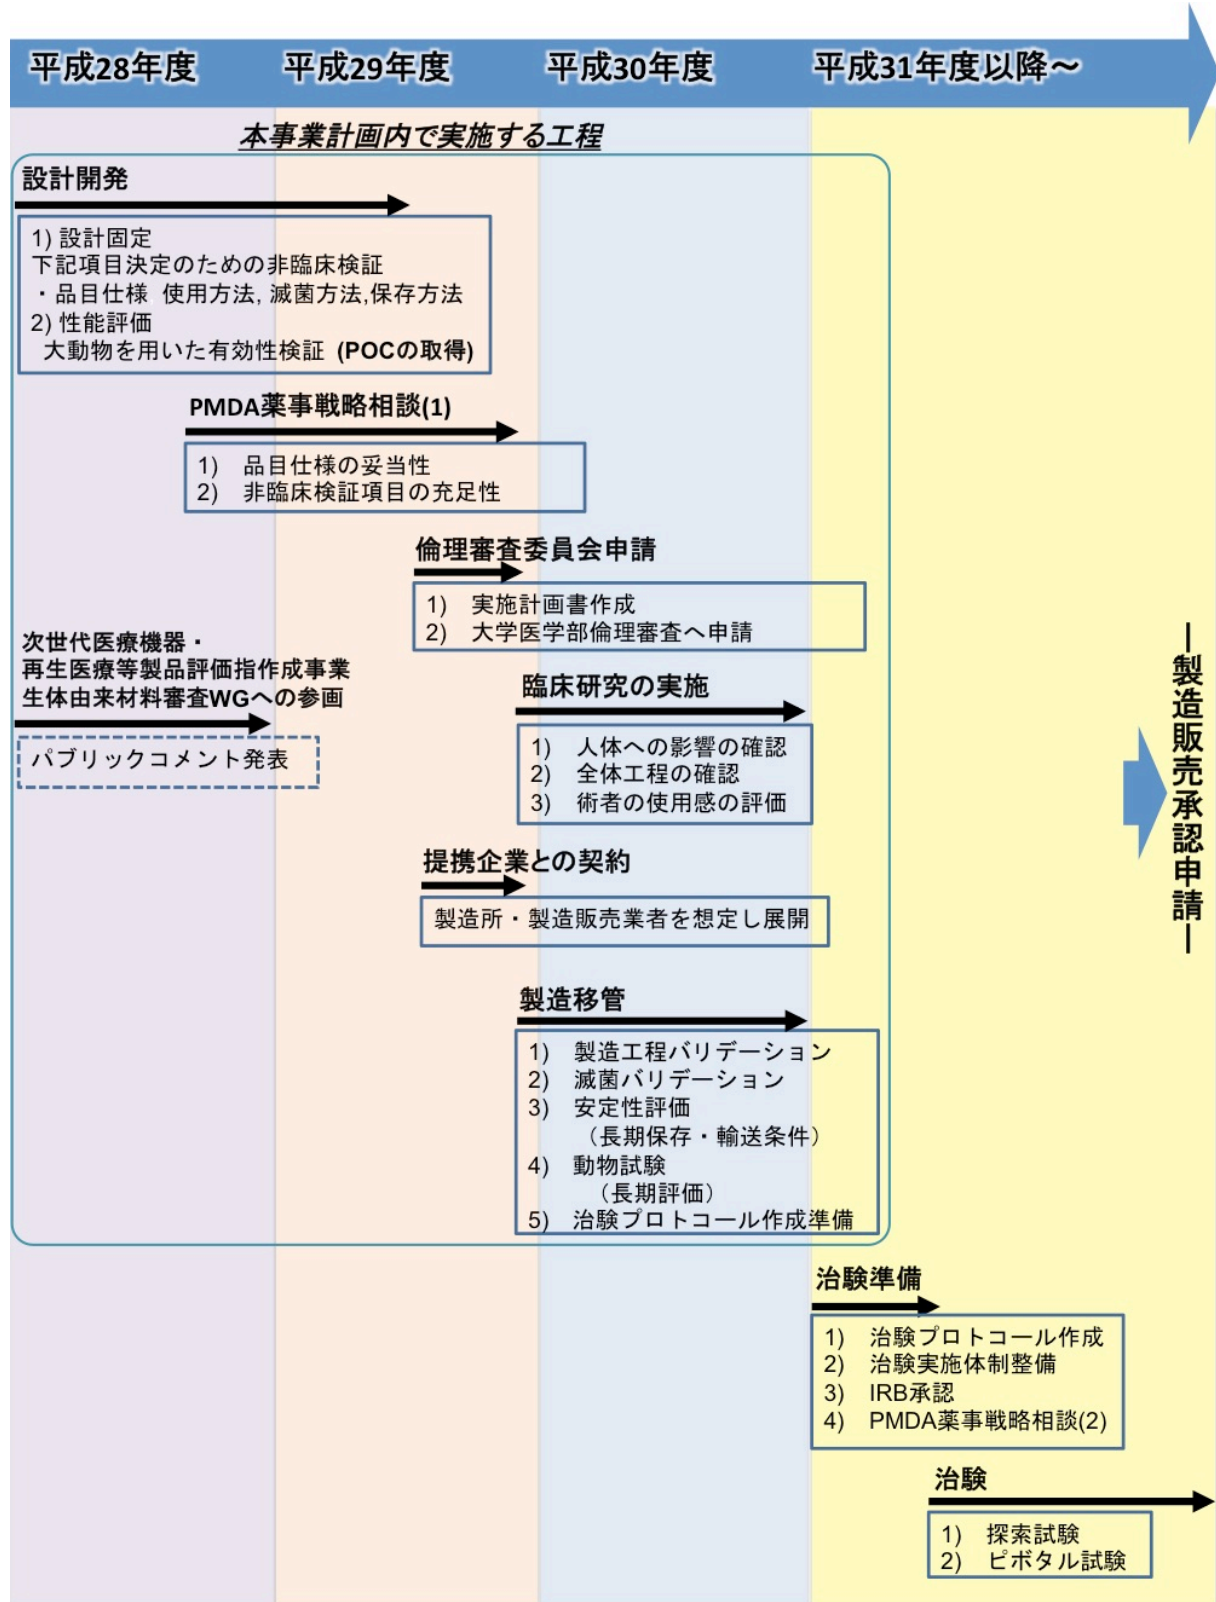 平成28年度
平成29年度
平成30年度
平成31年度以降～
本事業計画内で実施する工程
設計開発
1) 設計固定
下記項目決定のための非臨床検証
・品目仕様, 使用方法, 滅菌方法,保存方法
2) 性能評価
大動物を用いた有効性検証 (POCの取得)
PMDA薬事戦略相談(1)
1) 品目仕様の妥当性
2) 非臨床検証項目の充足性
倫理審査委員会申請
1) 実施計画書作成
2) 大学医学部倫理審査へ申請
次世代医療機器・
再生医療等製品評価指作成事業
生体由来材料審査WGへの参画
パブリックコメント発表
臨床研究の実施
1) 人体への影響の確認
2) 全体工程の確認
3) 術者の使用感の評価
提携企業との契約
製造所・製造販売業者を想定し展開
製造移管
1) 製造工程バリデーション
2) 滅菌バリデーション
3) 安定性評価
（長期保存・輸送条件）
4) 動物試験
（長期評価）
5) 治験プロトコール作成準備
―製造販売承認申請―
治験準備
1) 治験プロトコール作成
2) 治験実施体制整備
3) IRB承認
4) PMDA薬事戦略相談(2)
治験
1) 探索試験
2) ピボタル試験